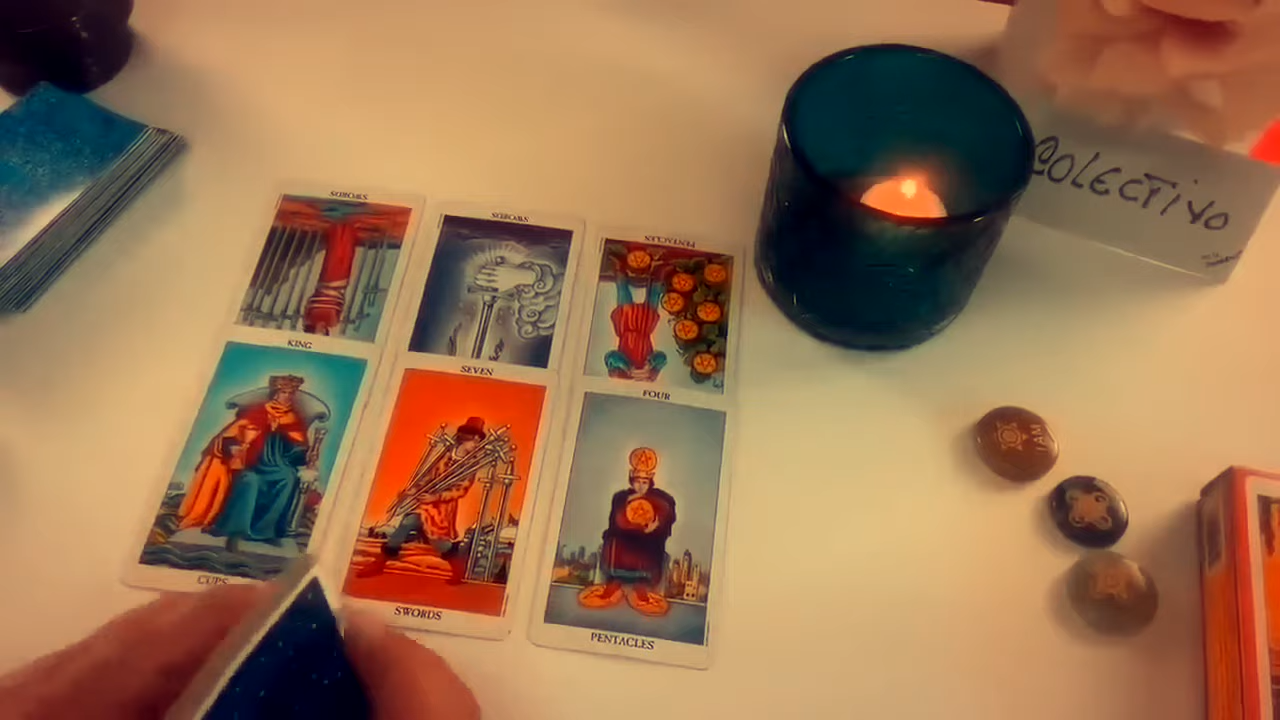 SWORDS
SWORDS
PENTACLES
KING
SEVEN
FOUR
CUPS
SWORDS
PENTACLES
COLECTIVO
I AM